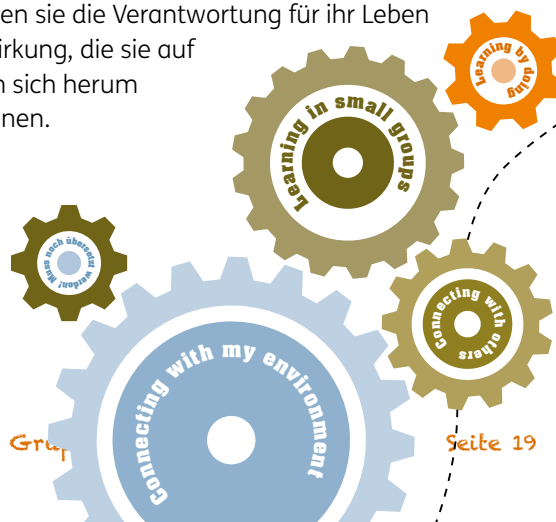 en sie die Verantwortung für ihr Leben
irkung, die sie auf
sich herum
nen.
Learning by doing
Learning in small groups
Muss noch übersetzt werden!
Connecting with others
Connecting with my environment
Seite 19